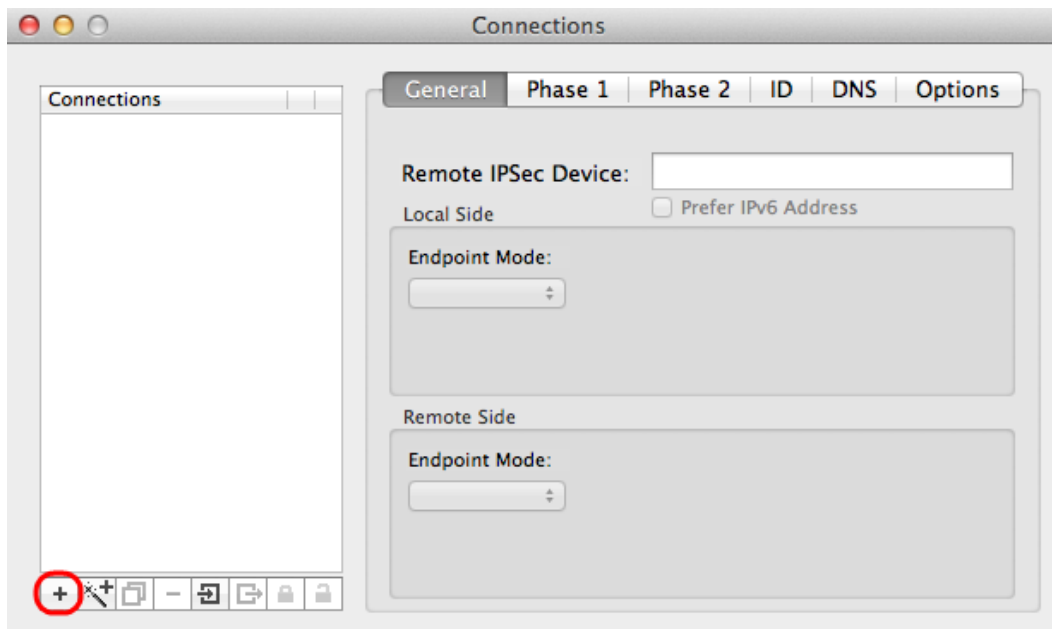 Connections
Connections
General Phase 1 Phase 2 ID DNS Options
Remote IPSec Device:
Prefer IPv6 Address
Local Side
Endpoint Mode:
Remote Side
Endpoint Mode: